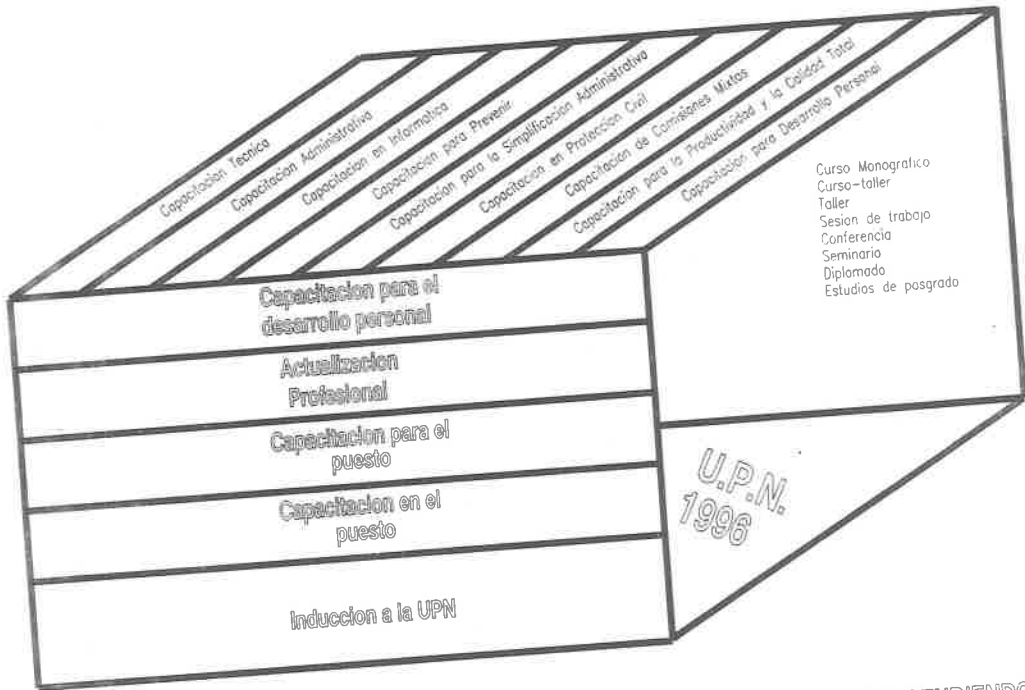 Capacitacion Tecnica
Capacitacion Administrativa
Capacitacion en Informatica
Capacitacion para Prevenir
Capacitacion para la Simplificacion Administrativa
Capacitacion en Proteccion Civil
Capacitacion de Comisiones Mixtas
Capacitacion para la Productividad y la Calidad Total
Capacitacion para Desarrollo Personal
Capacitacion para el
desarrollo personal
Actualizacion
Profesional
Capacitacion para el
puesto
Capacitacion en el
puesto
Induccion a la UPN
Curso Monografico
Curso-taller
Taller
Sesion de trabajo
Conferencia
Seminario
Diplomado
Estudios de posgrado
U.P.N.
1996